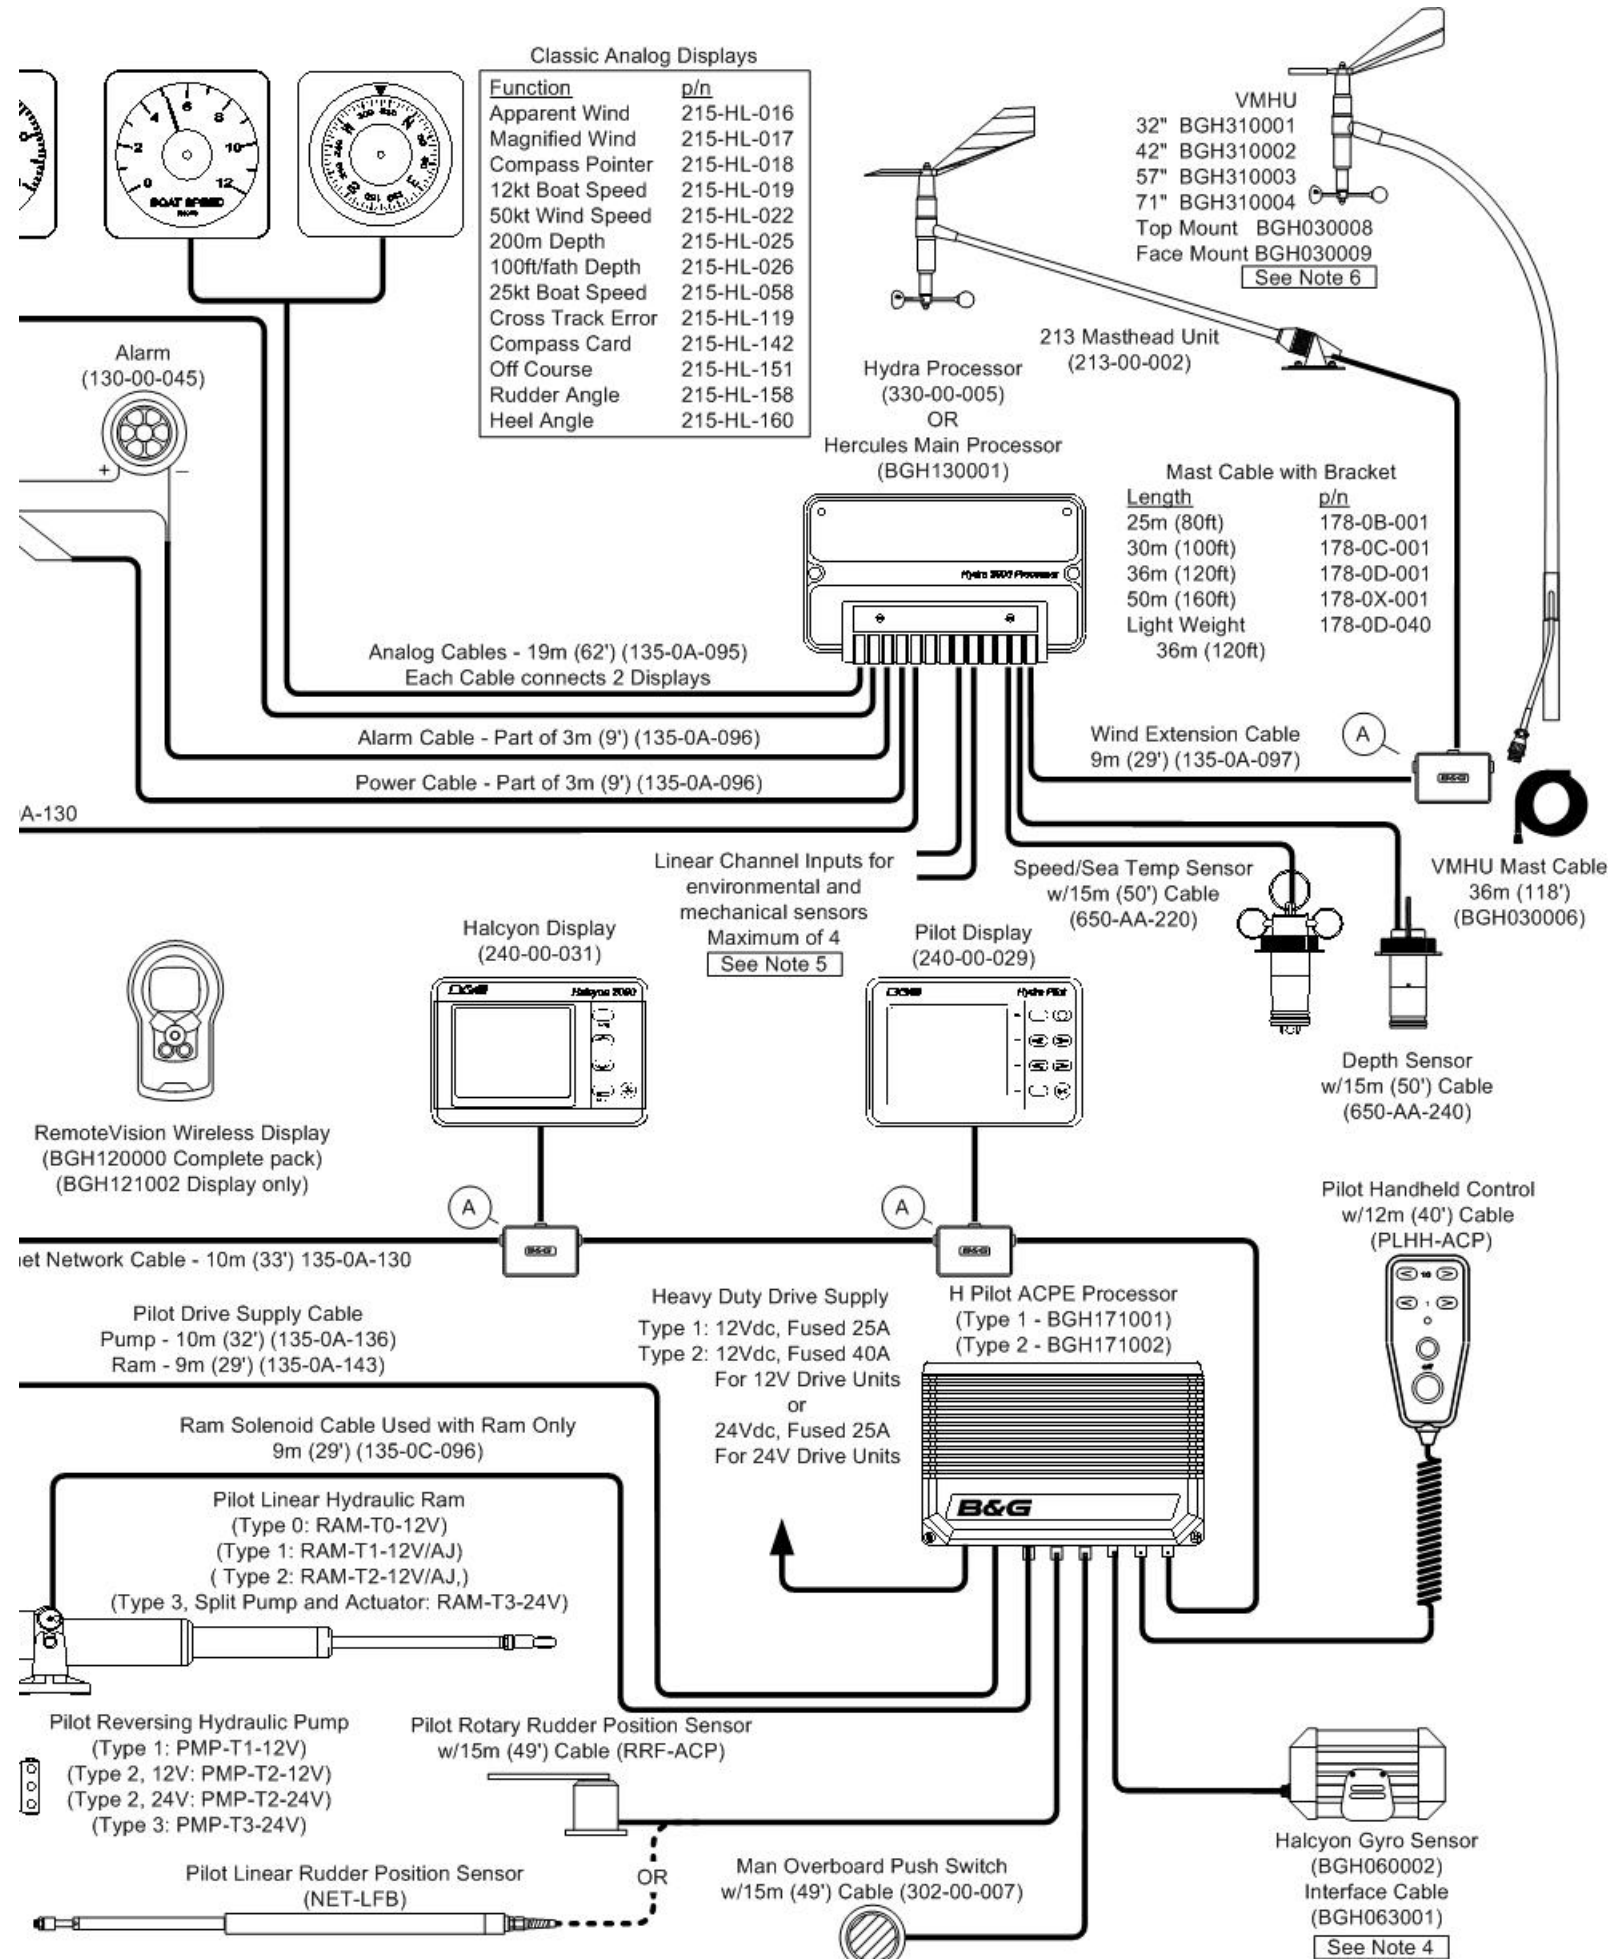 Classic Analog Displays
Function p/n
Apparent Wind 215-HL-016
Magnified Wind 215-HL-017
Compass Pointer 215-HL-018
12kt Boat Speed 215-HL-019
50kt Wind Speed 215-HL-022
200m Depth 215-HL-025
100ft/fath Depth 215-HL-026
25kt Boat Speed 215-HL-058
Cross Track Error 215-HL-119
Compass Card 215-HL-142
Off Course 215-HL-151
Rudder Angle 215-HL-158
Heel Angle 215-HL-160
0 2 4 6 8 10 12
BOAT SPEED
VMHU
32" BGH310001
42" BGH310002
57" BGH310003
71" BGH310004
Top Mount BGH030008
Face Mount BGH030009
See Note 6
213 Masthead Unit
(213-00-002)
Alarm
(130-00-045)
+ –
Hydra Processor
(330-00-005)
OR
Hercules Main Processor
(BGH130001)
Mast Cable with Bracket
Length p/n
25m (80ft) 178-0B-001
30m (100ft) 178-0C-001
36m (120ft) 178-0D-001
50m (160ft) 178-0X-001
Light Weight 178-0D-040
36m (120ft)
Analog Cables - 19m (62') (135-0A-095)
Each Cable connects 2 Displays
Alarm Cable - Part of 3m (9') (135-0A-096)
Power Cable - Part of 3m (9') (135-0A-096)
A-130
Wind Extension Cable
9m (29') (135-0A-097)
A
B&G
VMHU Mast Cable
36m (118')
(BGH030006)
Linear Channel Inputs for
environmental and
mechanical sensors
Maximum of 4
See Note 5
Speed/Sea Temp Sensor
w/15m (50') Cable
(650-AA-220)
Depth Sensor
w/15m (50') Cable
(650-AA-240)
Halcyon Display
(240-00-031)
Halcyon 2000
Pilot Display
(240-00-029)
Hydra Pilot
RemoteVision Wireless Display
(BGH120000 Complete pack)
(BGH121002 Display only)
A
B&G
A
B&G
et Network Cable - 10m (33') 135-0A-130
Pilot Handheld Control
w/12m (40') Cable
(PLHH-ACP)
< 10 >
< 1 >
Pilot Drive Supply Cable
Pump - 10m (32') (135-0A-136)
Ram - 9m (29') (135-0A-143)
Heavy Duty Drive Supply
Type 1: 12Vdc, Fused 25A
Type 2: 12Vdc, Fused 40A
For 12V Drive Units
or
24Vdc, Fused 25A
For 24V Drive Units
H Pilot ACPE Processor
(Type 1 - BGH171001)
(Type 2 - BGH171002)
B&G
Ram Solenoid Cable Used with Ram Only
9m (29') (135-0C-096)
Pilot Linear Hydraulic Ram
(Type 0: RAM-T0-12V)
(Type 1: RAM-T1-12V/AJ)
( Type 2: RAM-T2-12V/AJ,)
(Type 3, Split Pump and Actuator: RAM-T3-24V)
Pilot Reversing Hydraulic Pump
(Type 1: PMP-T1-12V)
(Type 2, 12V: PMP-T2-12V)
(Type 2, 24V: PMP-T2-24V)
(Type 3: PMP-T3-24V)
Pilot Rotary Rudder Position Sensor
w/15m (49') Cable (RRF-ACP)
OR
Pilot Linear Rudder Position Sensor
(NET-LFB)
Man Overboard Push Switch
w/15m (49') Cable (302-00-007)
Halcyon Gyro Sensor
(BGH060002)
Interface Cable
(BGH063001)
See Note 4